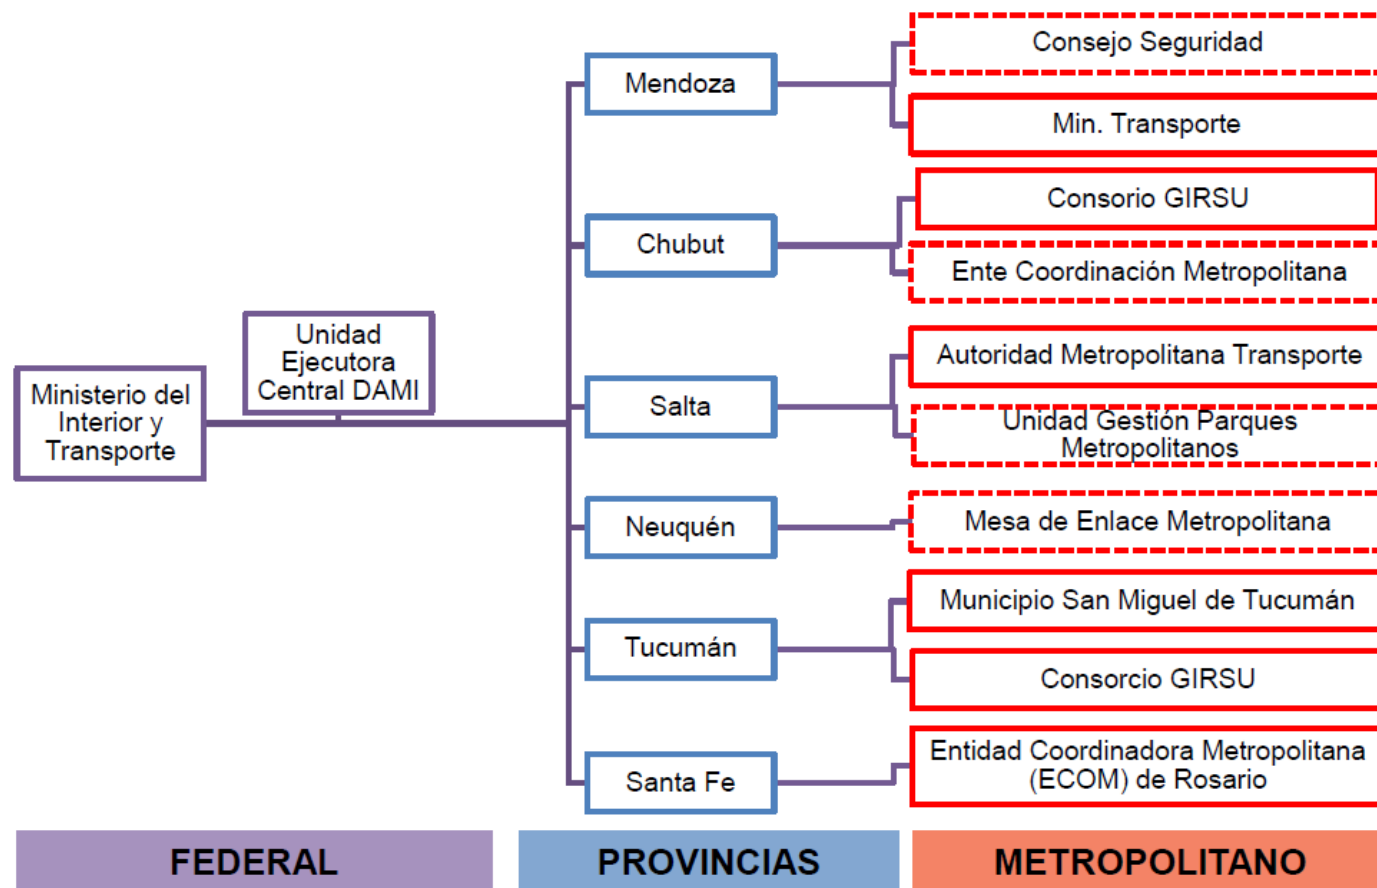 Ministerio del
Interior y
Transporte
Unidad
Ejecutora
Central DAMI
Mendoza
Chubut
Salta
Neuquén
Tucumán
Santa Fe
Consejo Seguridad
Min. Transporte
Consorio GIRSU
Ente Coordinación Metropolitana
Autoridad Metropolitana Transporte
Unidad Gestión Parques
Metropolitanos
Mesa de Enlace Metropolitana
Municipio San Miguel de Tucumán
Consorcio GIRSU
Entidad Coordinadora Metropolitana
(ECOM) de Rosario
FEDERAL
PROVINCIAS
METROPOLITANO